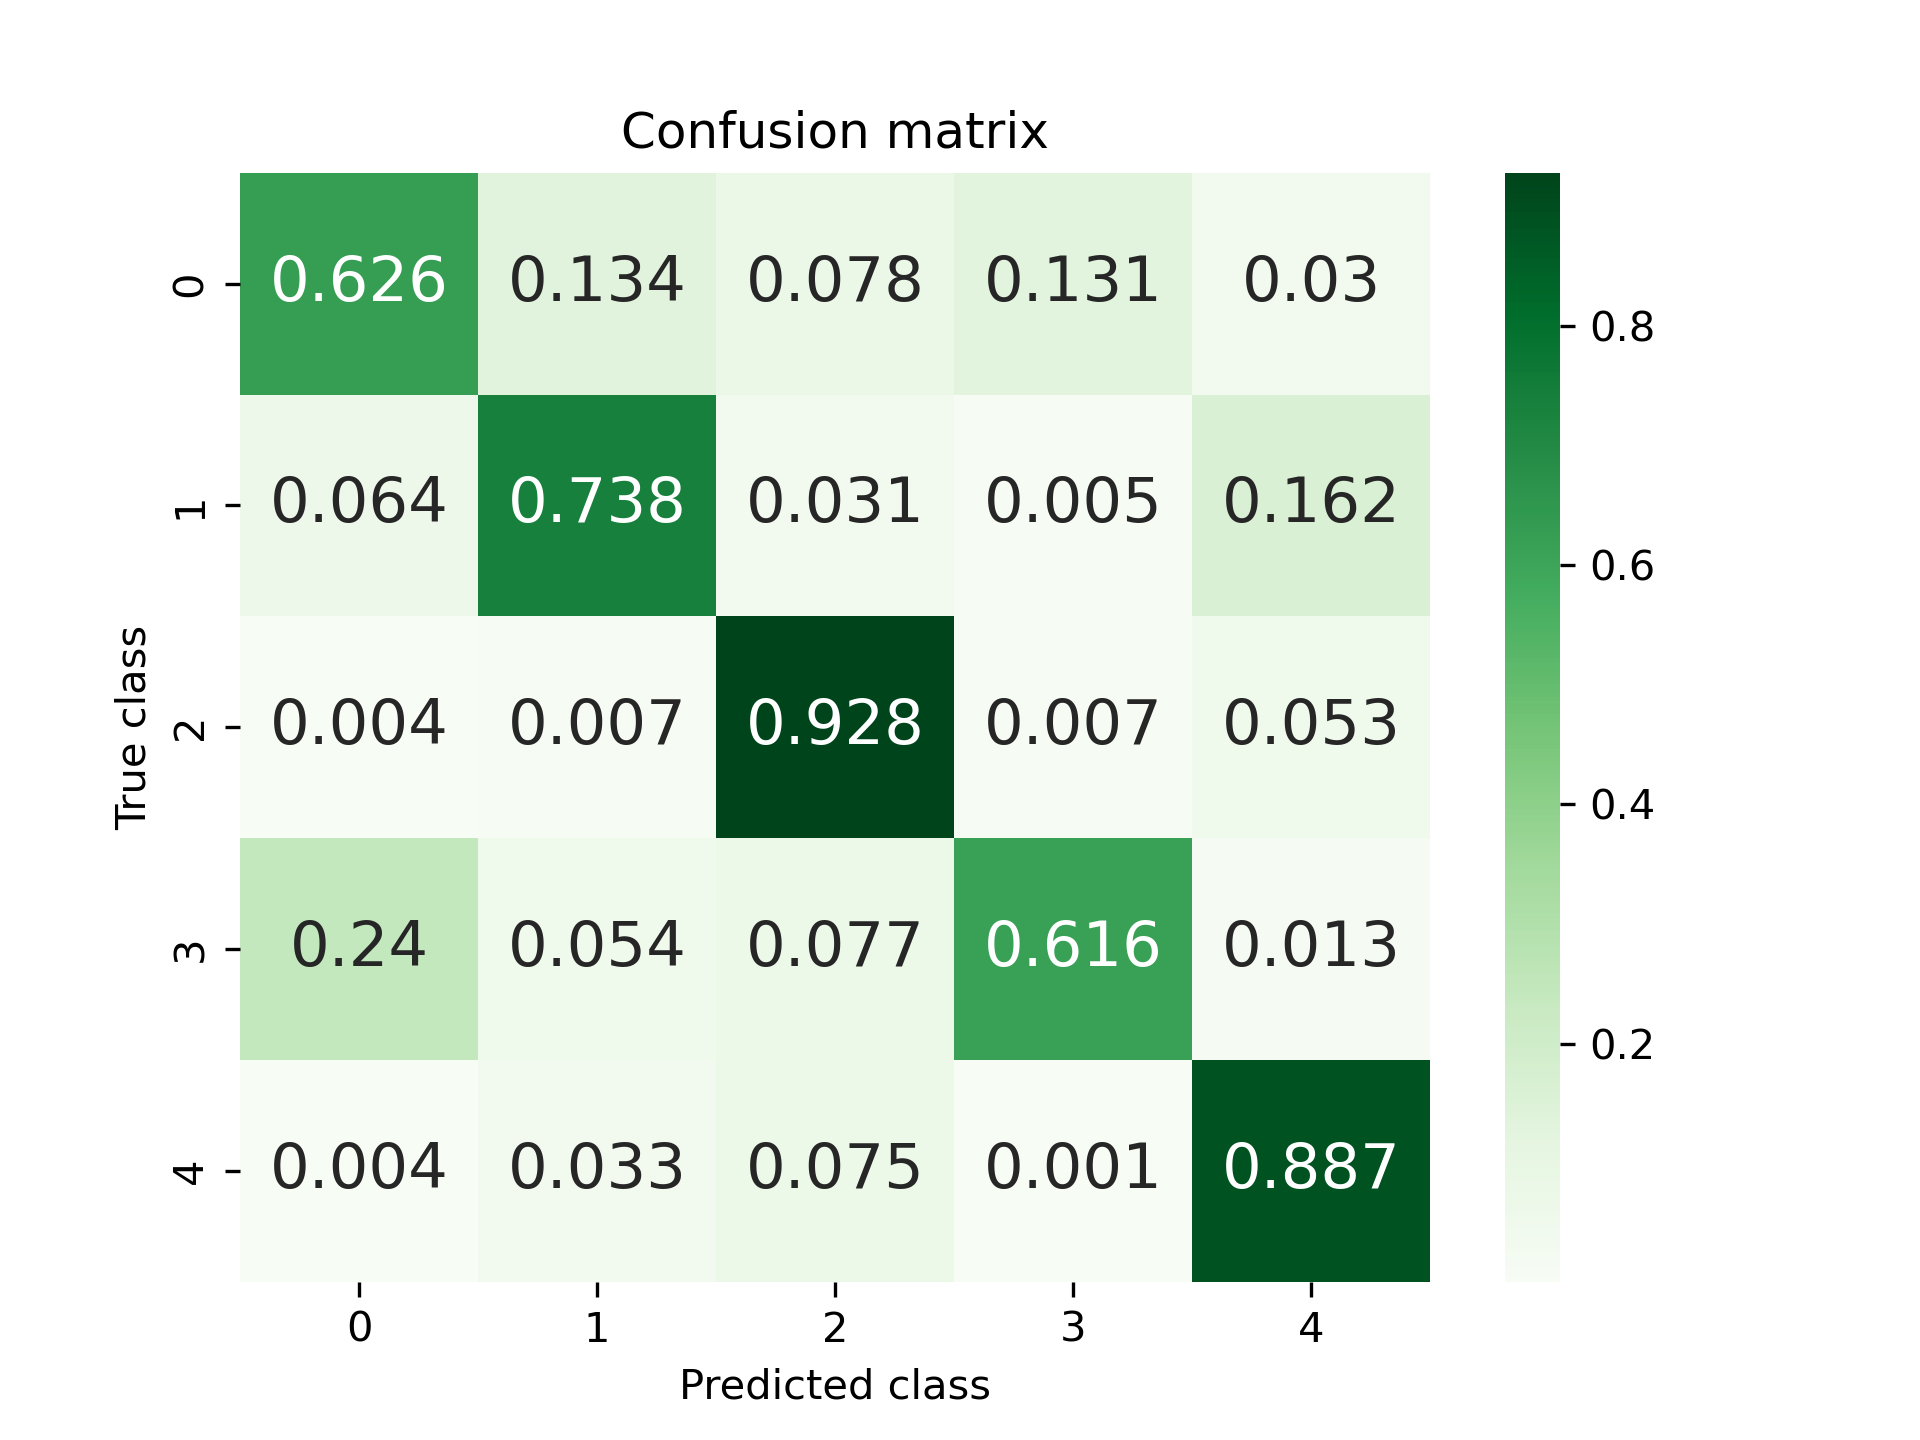 Confusion matrix
0 0.626 0.134 0.078 0.131 0.03
1 0.064 0.738 0.031 0.005 0.162
2 0.004 0.007 0.928 0.007 0.053
3 0.24 0.054 0.077 0.616 0.013
4 0.004 0.033 0.075 0.001 0.887
0 1 2 3 4
Predicted class
True class
0.8
0.6
0.4
0.2